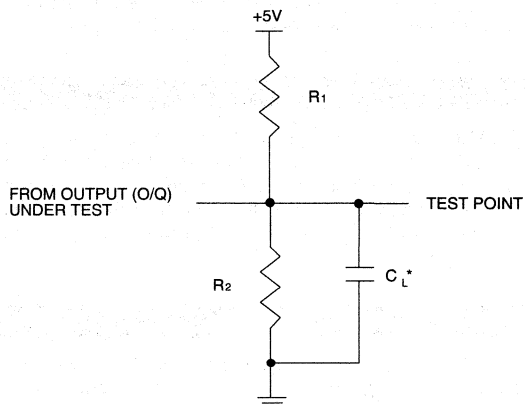 +5V
R1
FROM OUTPUT (O/Q)
UNDER TEST
TEST POINT
R2
CL*